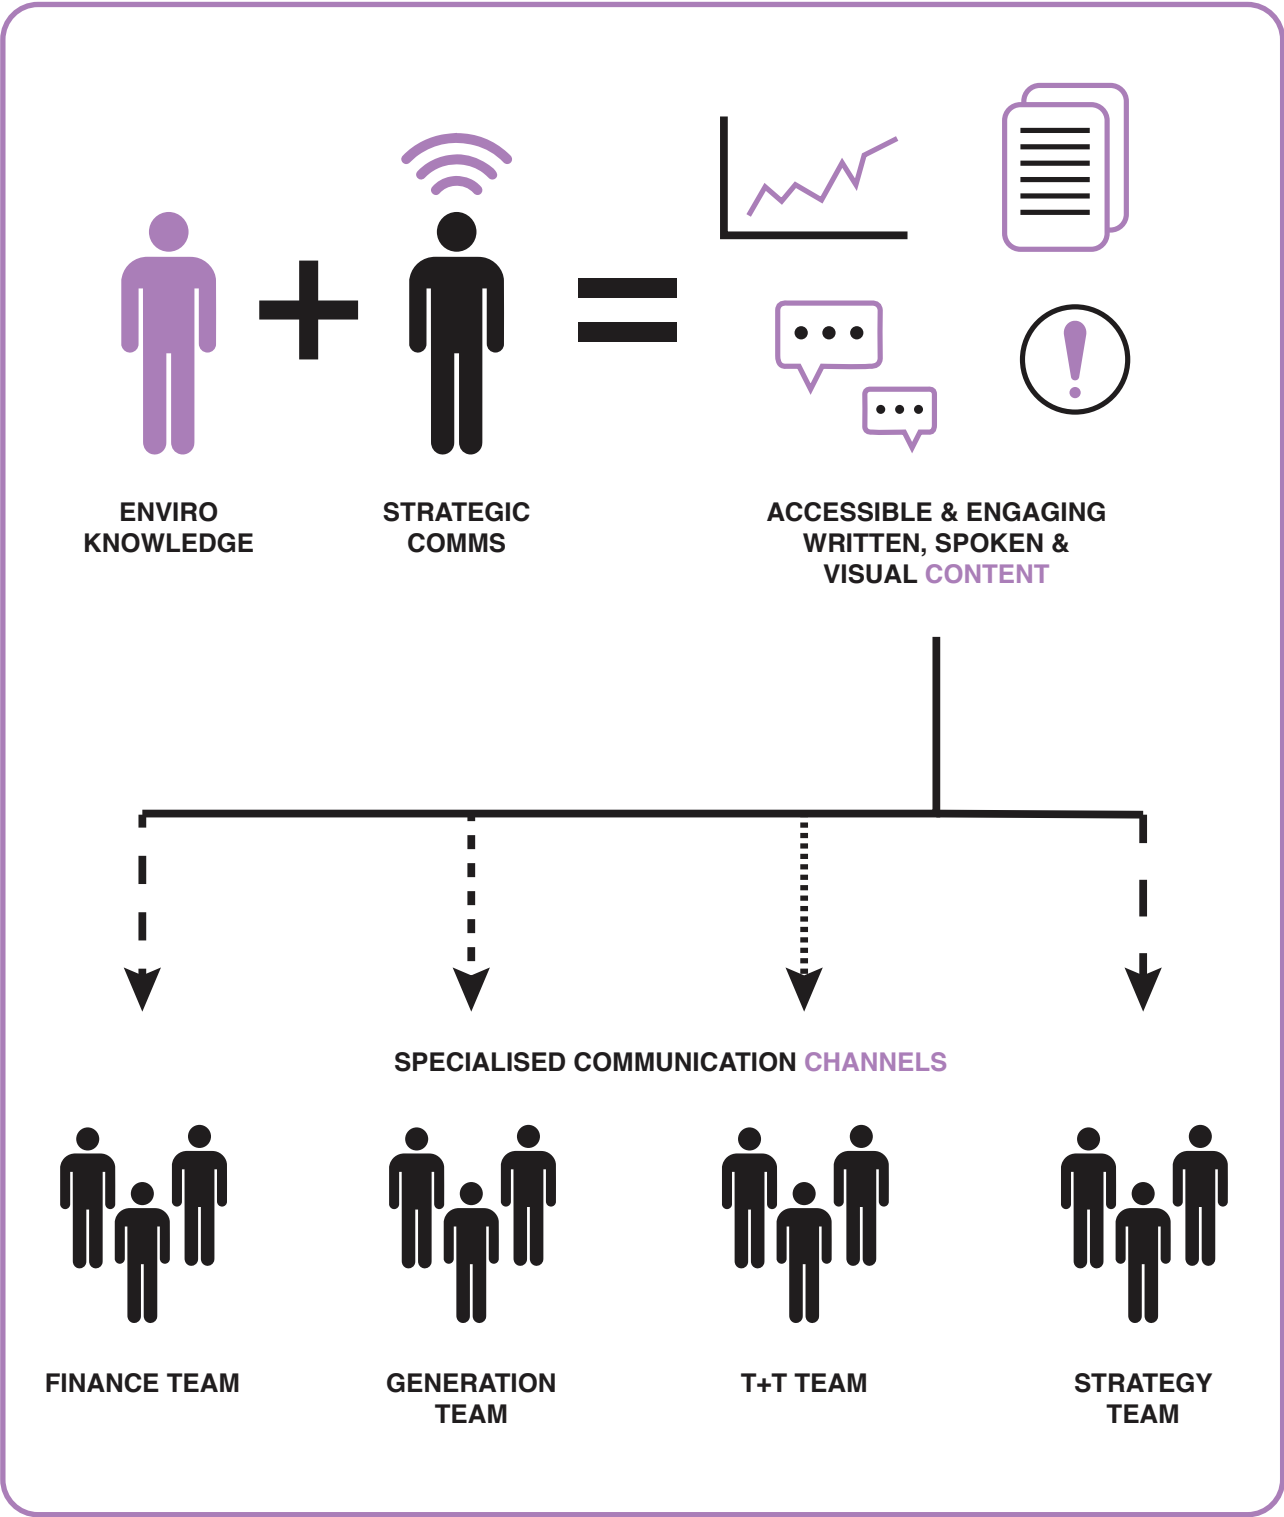 ENVIRO
KNOWLEDGE
STRATEGIC
COMMS
ACCESSIBLE & ENGAGING
WRITTEN, SPOKEN &
VISUAL CONTENT
SPECIALISED COMMUNICATION CHANNELS
FINANCE TEAM
GENERATION
TEAM
T+T TEAM
STRATEGY
TEAM